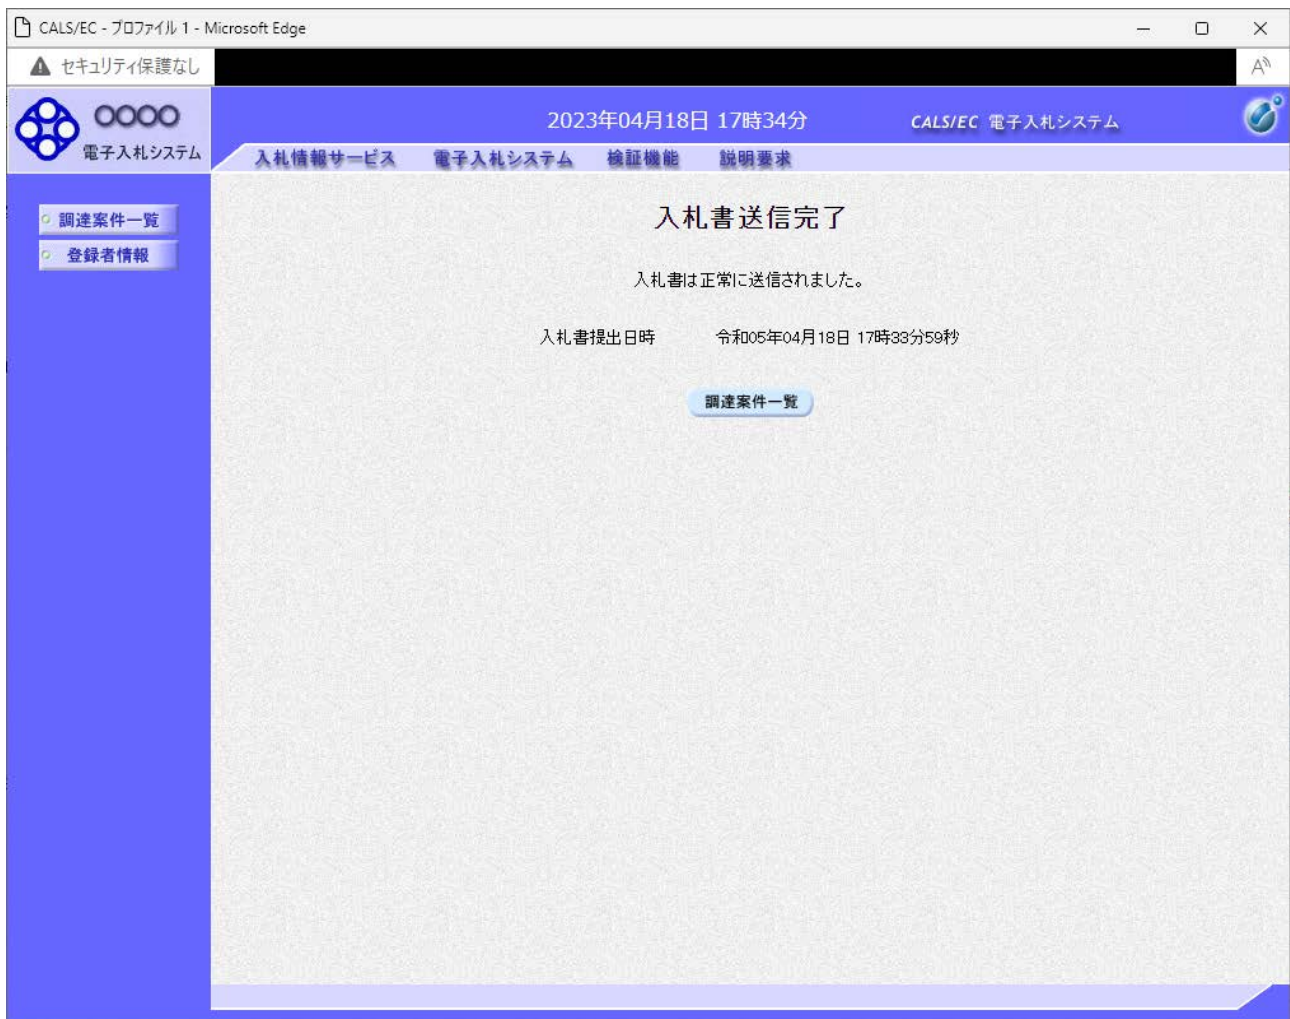 CALS/EC - プロファイル 1 - Microsoft Edge
セキュリティ保護なし
○○○○
電子入札システム
2023年04月18日 17時34分
CALS/EC 電子入札システム
入札情報サービス 電子入札システム 検証機能 説明要求
調達案件一覧
登録者情報
入札書送信完了
入札書は正常に送信されました。
入札書提出日時 令和05年04月18日 17時33分59秒
調達案件一覧